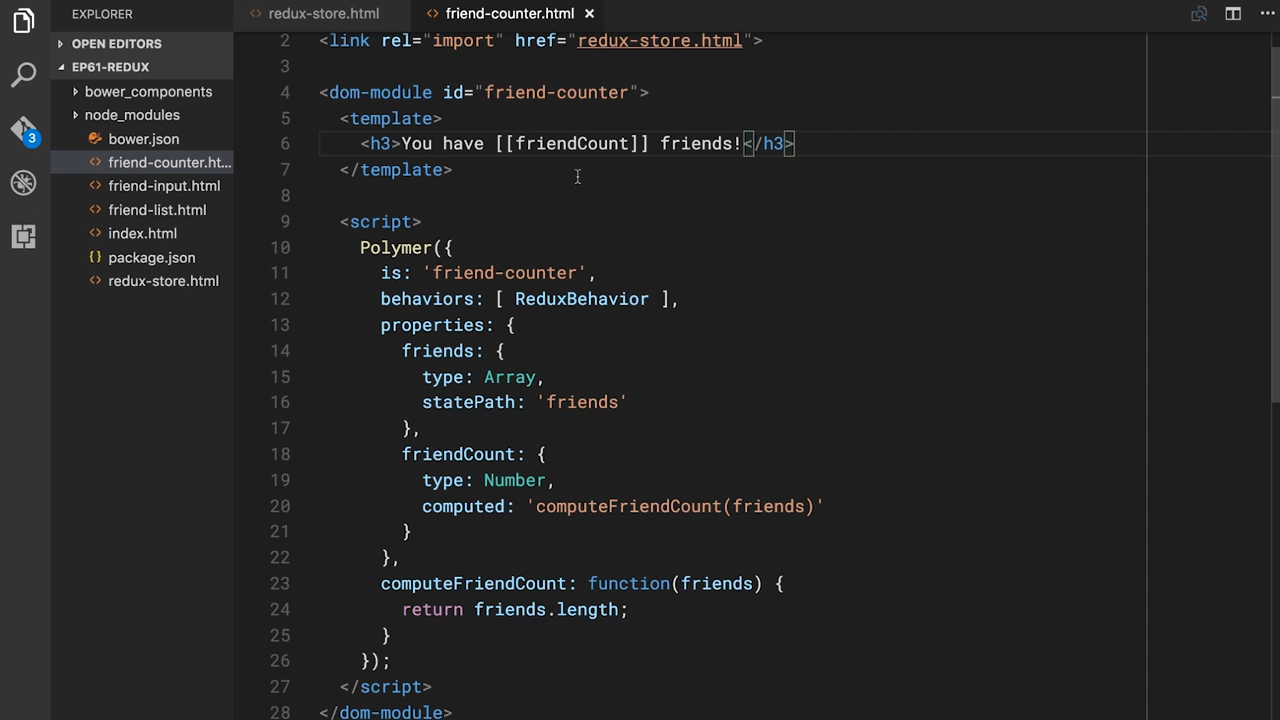 EXPLORER
redux-store.html
friend-counter.html ×
OPEN EDITORS
EP61-REDUX
bower_components
node_modules
bower.json
friend-counter.ht...
friend-input.html
friend-list.html
index.html
{} package.json
redux-store.html
3
2 <link rel="import" href="redux-store.html">
3
4 <dom-module id="friend-counter">
5 <template>
6 <h3>You have [[friendCount]] friends!</h3>
7 </template>
8
9 <script>
10 Polymer({
11 is: 'friend-counter',
12 behaviors: [ ReduxBehavior ],
13 properties: {
14 friends: {
15 type: Array,
16 statePath: 'friends'
17 },
18 friendCount: {
19 type: Number,
20 computed: 'computeFriendCount(friends)'
21 }
22 },
23 computeFriendCount: function(friends) {
24 return friends.length;
25 }
26 });
27 </script>
28 </dom-module>